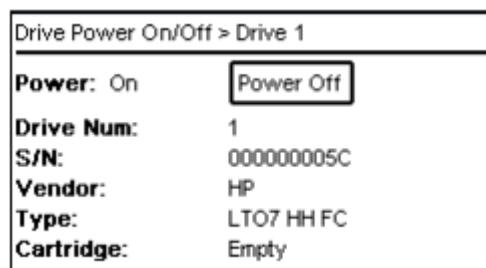 Drive Power On/Off > Drive 1
Power: On Power Off
Drive Num: 1
S/N: 000000005C
Vendor: HP
Type: LTO7 HH FC
Cartridge: Empty